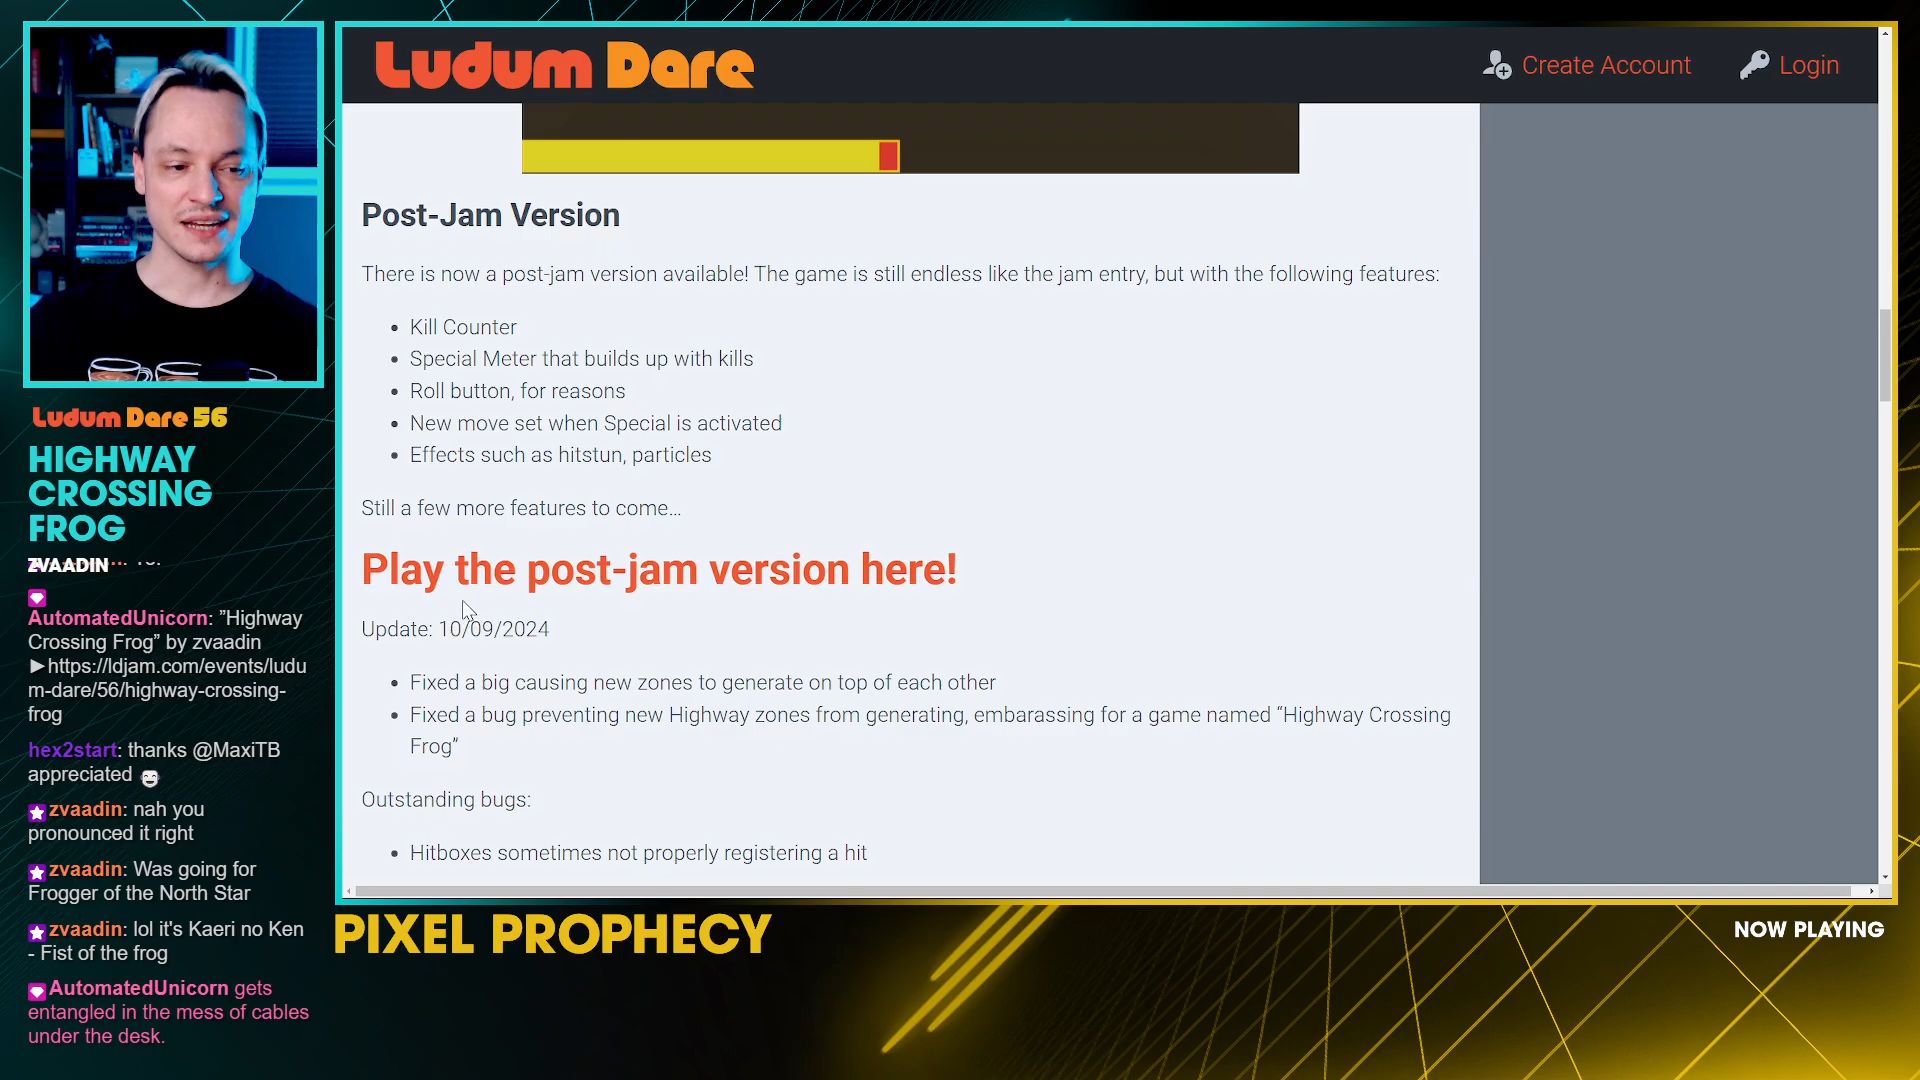 Ludum Dare
Create Account
Login
Post-Jam Version
There is now a post-jam version available! The game is still endless like the jam entry, but with the following features:
• Kill Counter
• Special Meter that builds up with kills
• Roll button, for reasons
• New move set when Special is activated
• Effects such as hitstun, particles
Still a few more features to come…
Play the post-jam version here!
Update: 10/09/2024
• Fixed a big causing new zones to generate on top of each other
• Fixed a bug preventing new Highway zones from generating, embarassing for a game named “Highway Crossing
Frog”
Outstanding bugs:
• Hitboxes sometimes not properly registering a hit
Ludum Dare 56
HIGHWAY
CROSSING
FROG
ZVAADIN
AutomatedUnicorn: "Highway
Crossing Frog" by zvaadin
►https://ldjam.com/events/ludu
m-dare/56/highway-crossing-
frog
hex2start: thanks @MaxiTB
appreciated
zvaadin: nah you
pronounced it right
zvaadin: Was going for
Frogger of the North Star
zvaadin: lol it's Kaeri no Ken
- Fist of the frog
AutomatedUnicorn gets
entangled in the mess of cables
under the desk.
PIXEL PROPHECY
NOW PLAYING